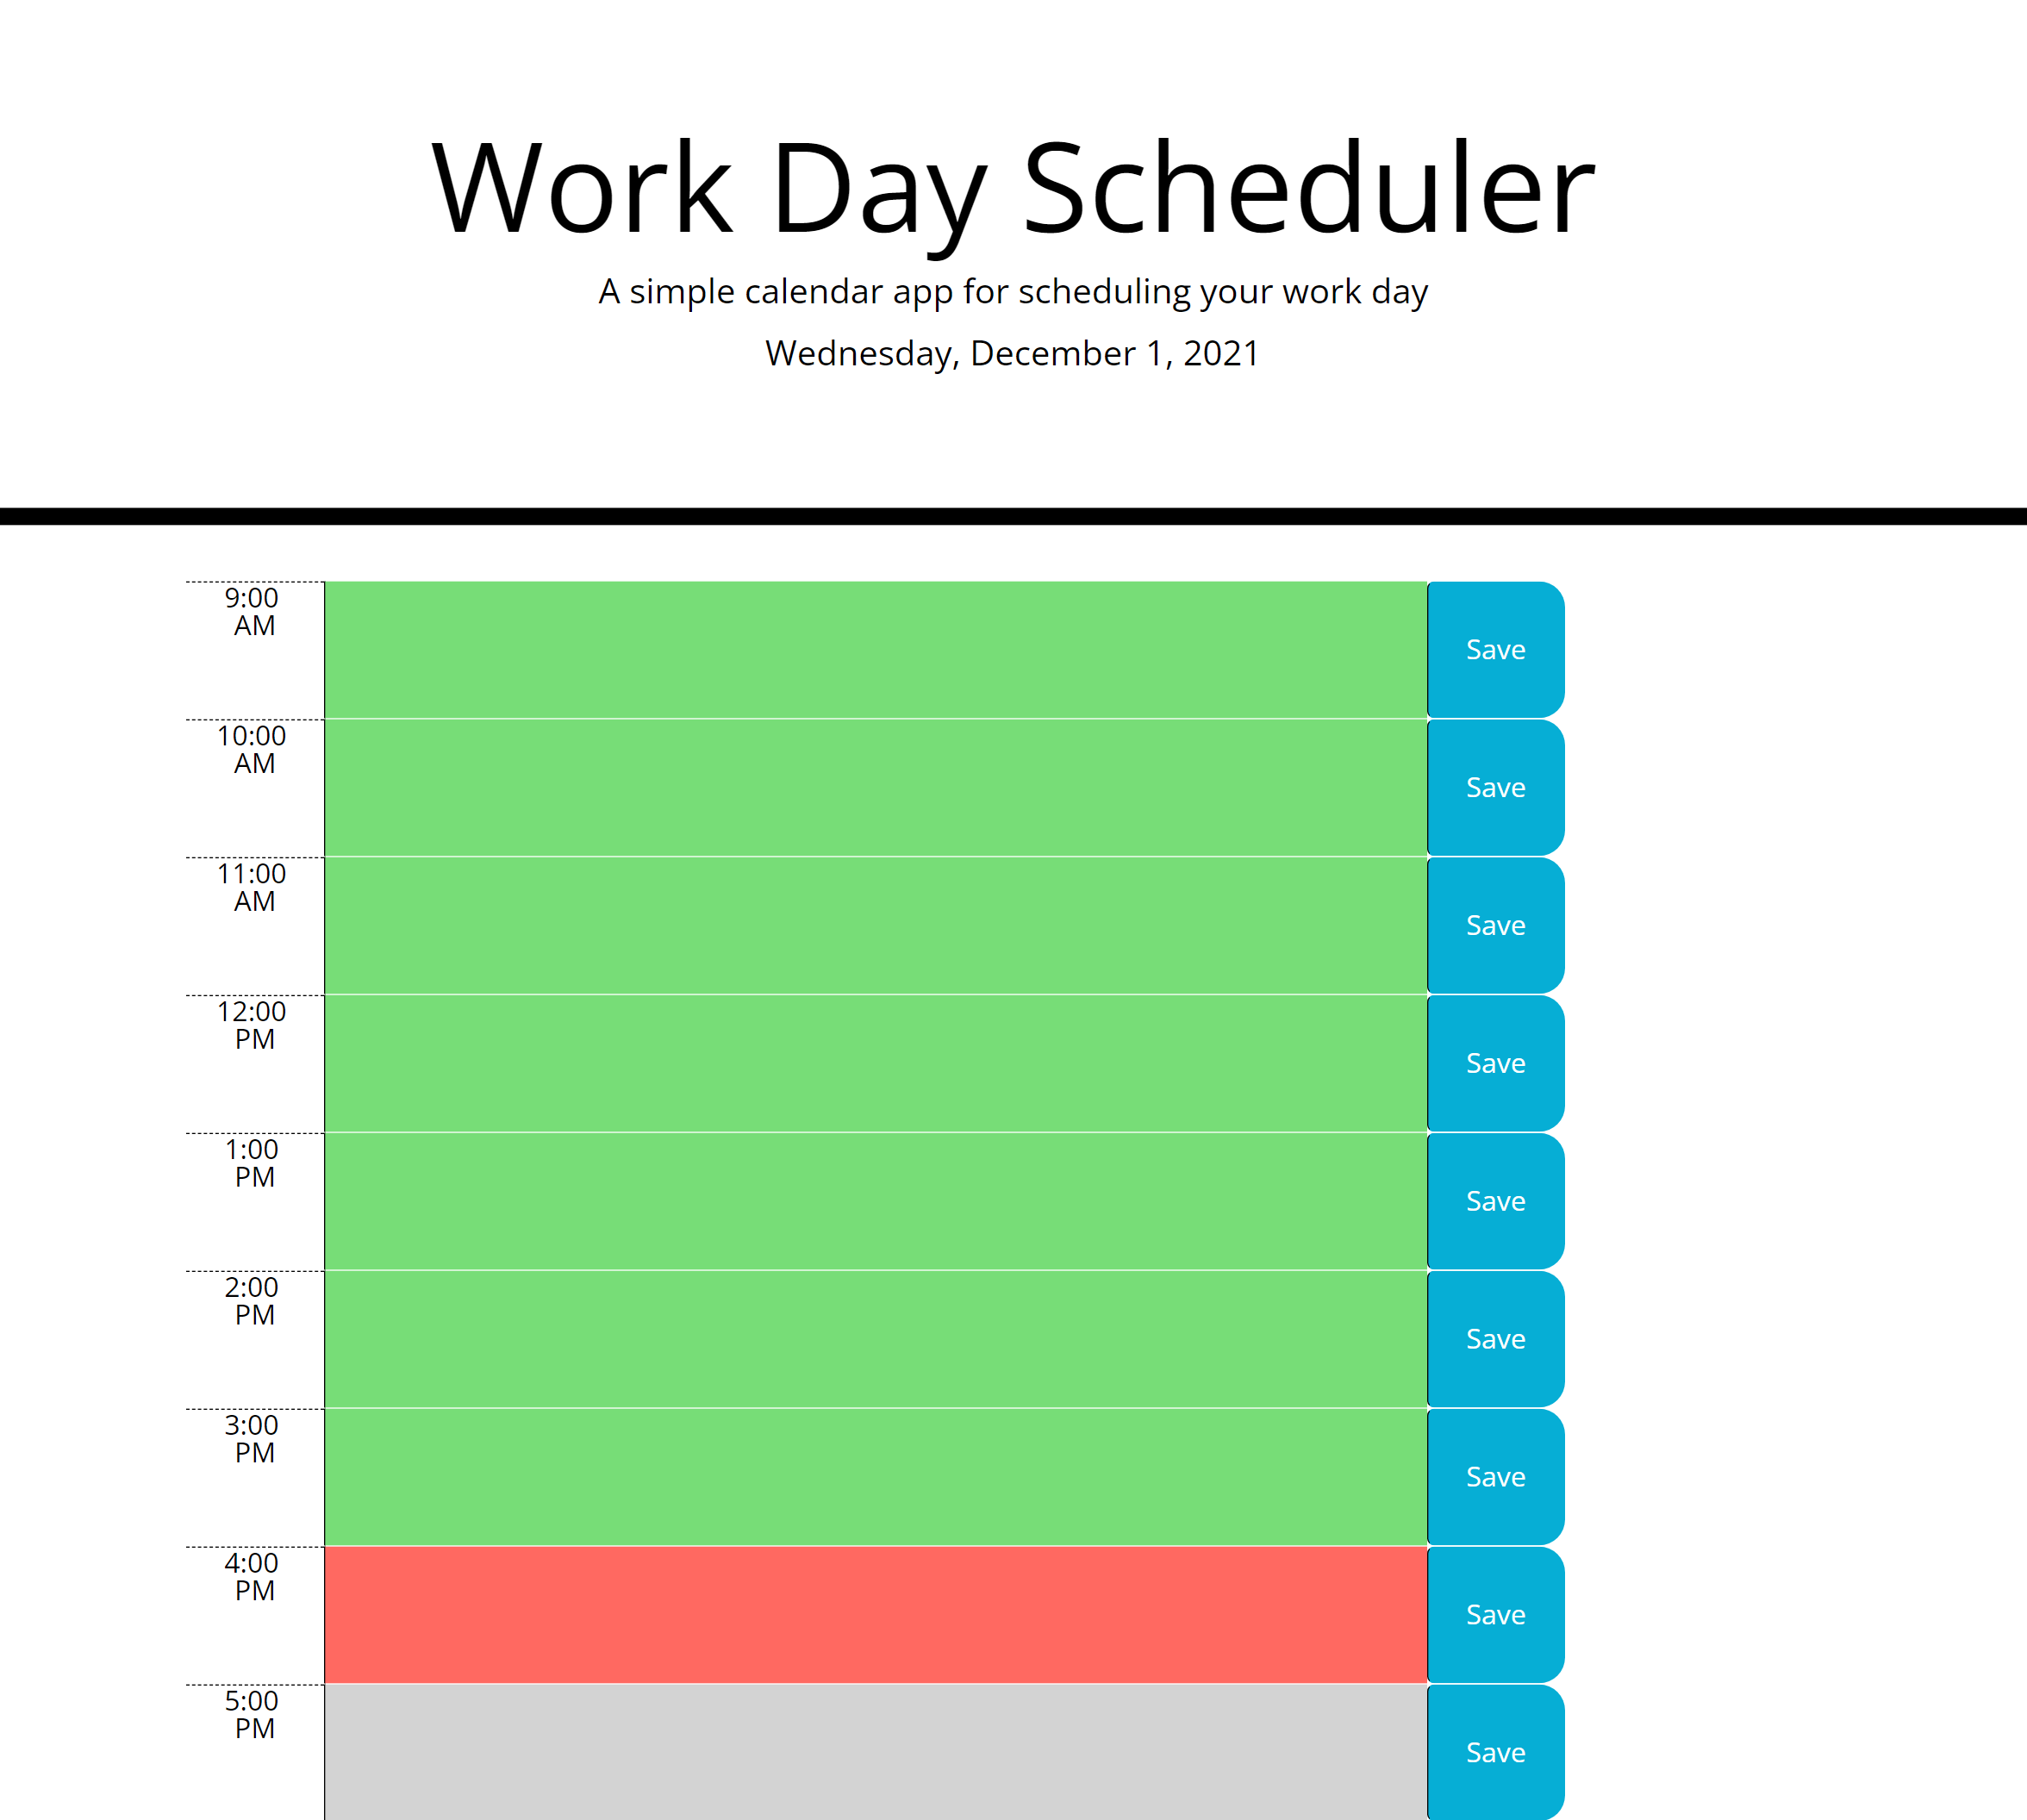 Work Day Scheduler
A simple calendar app for scheduling your work day
Wednesday, December 1, 2021
9:00
AM
Save
10:00
AM
Save
11:00
AM
Save
12:00
PM
Save
1:00
PM
Save
2:00
PM
Save
3:00
PM
Save
4:00
PM
Save
5:00
PM
Save